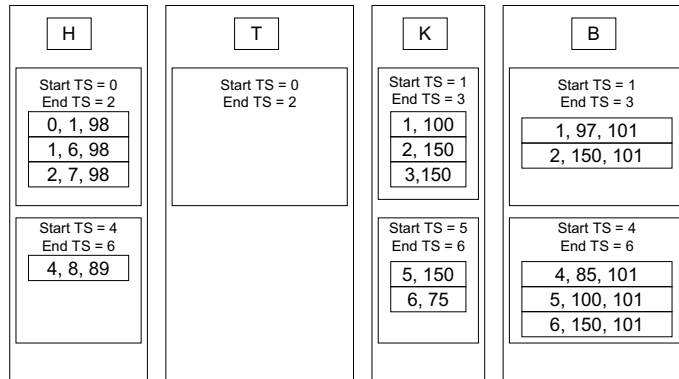 H
Start TS = 0
End TS = 2
0, 1, 98
1, 6, 98
2, 7, 98
Start TS = 4
End TS = 6
4, 8, 89
T
Start TS = 0
End TS = 2
K
Start TS = 1
End TS = 3
1, 100
2, 150
3,150
Start TS = 5
End TS = 6
5, 150
6, 75
B
Start TS = 1
End TS = 3
1, 97, 101
2, 150, 101
Start TS = 4
End TS = 6
4, 85, 101
5, 100, 101
6, 150, 101